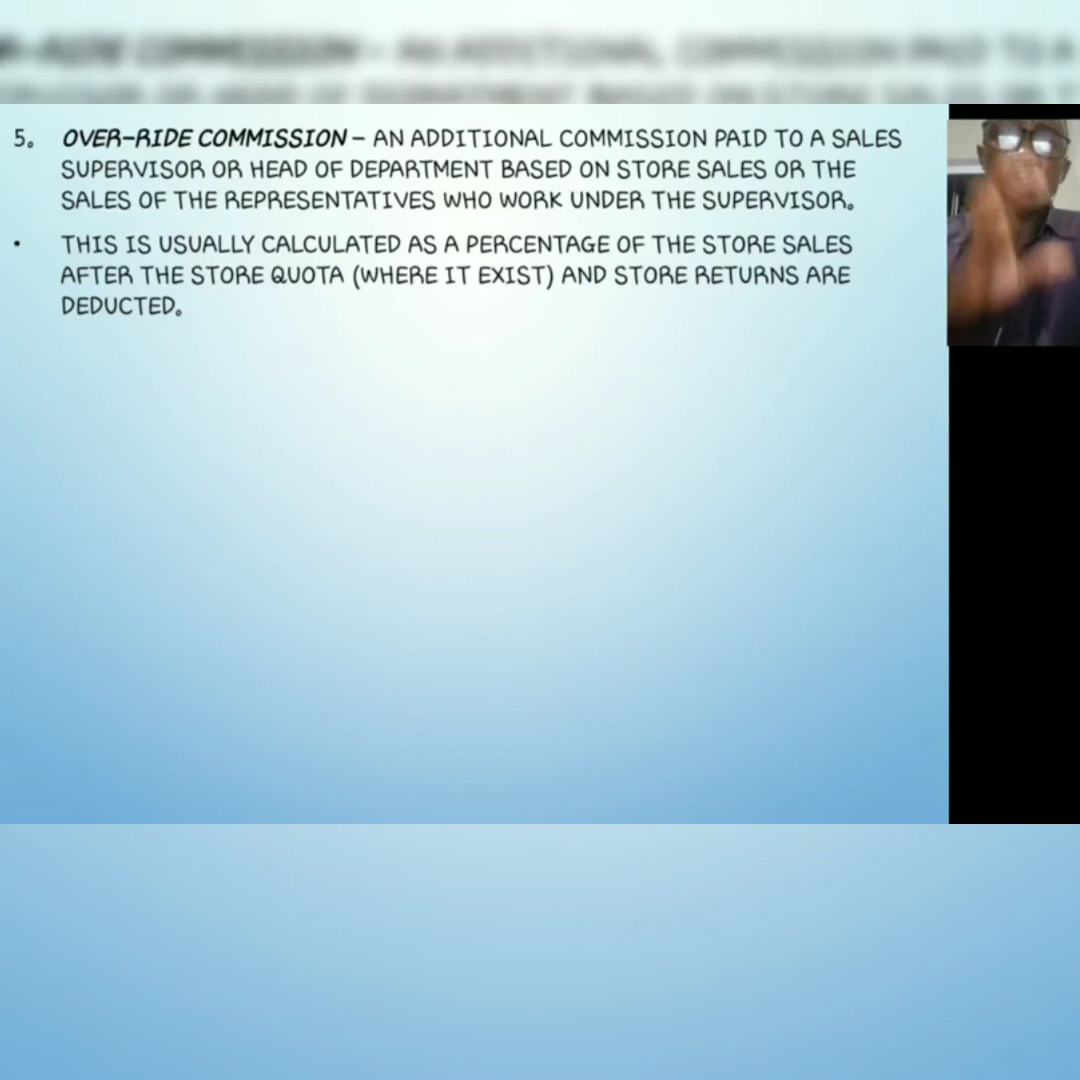 5. OVER-RIDE COMMISSION – AN ADDITIONAL COMMISSION PAID TO A SALES
SUPERVISOR OR HEAD OF DEPARTMENT BASED ON STORE SALES OR THE
SALES OF THE REPRESENTATIVES WHO WORK UNDER THE SUPERVISOR.
• THIS IS USUALLY CALCULATED AS A PERCENTAGE OF THE STORE SALES
AFTER THE STORE QUOTA (WHERE IT EXIST) AND STORE RETURNS ARE
DEDUCTED.